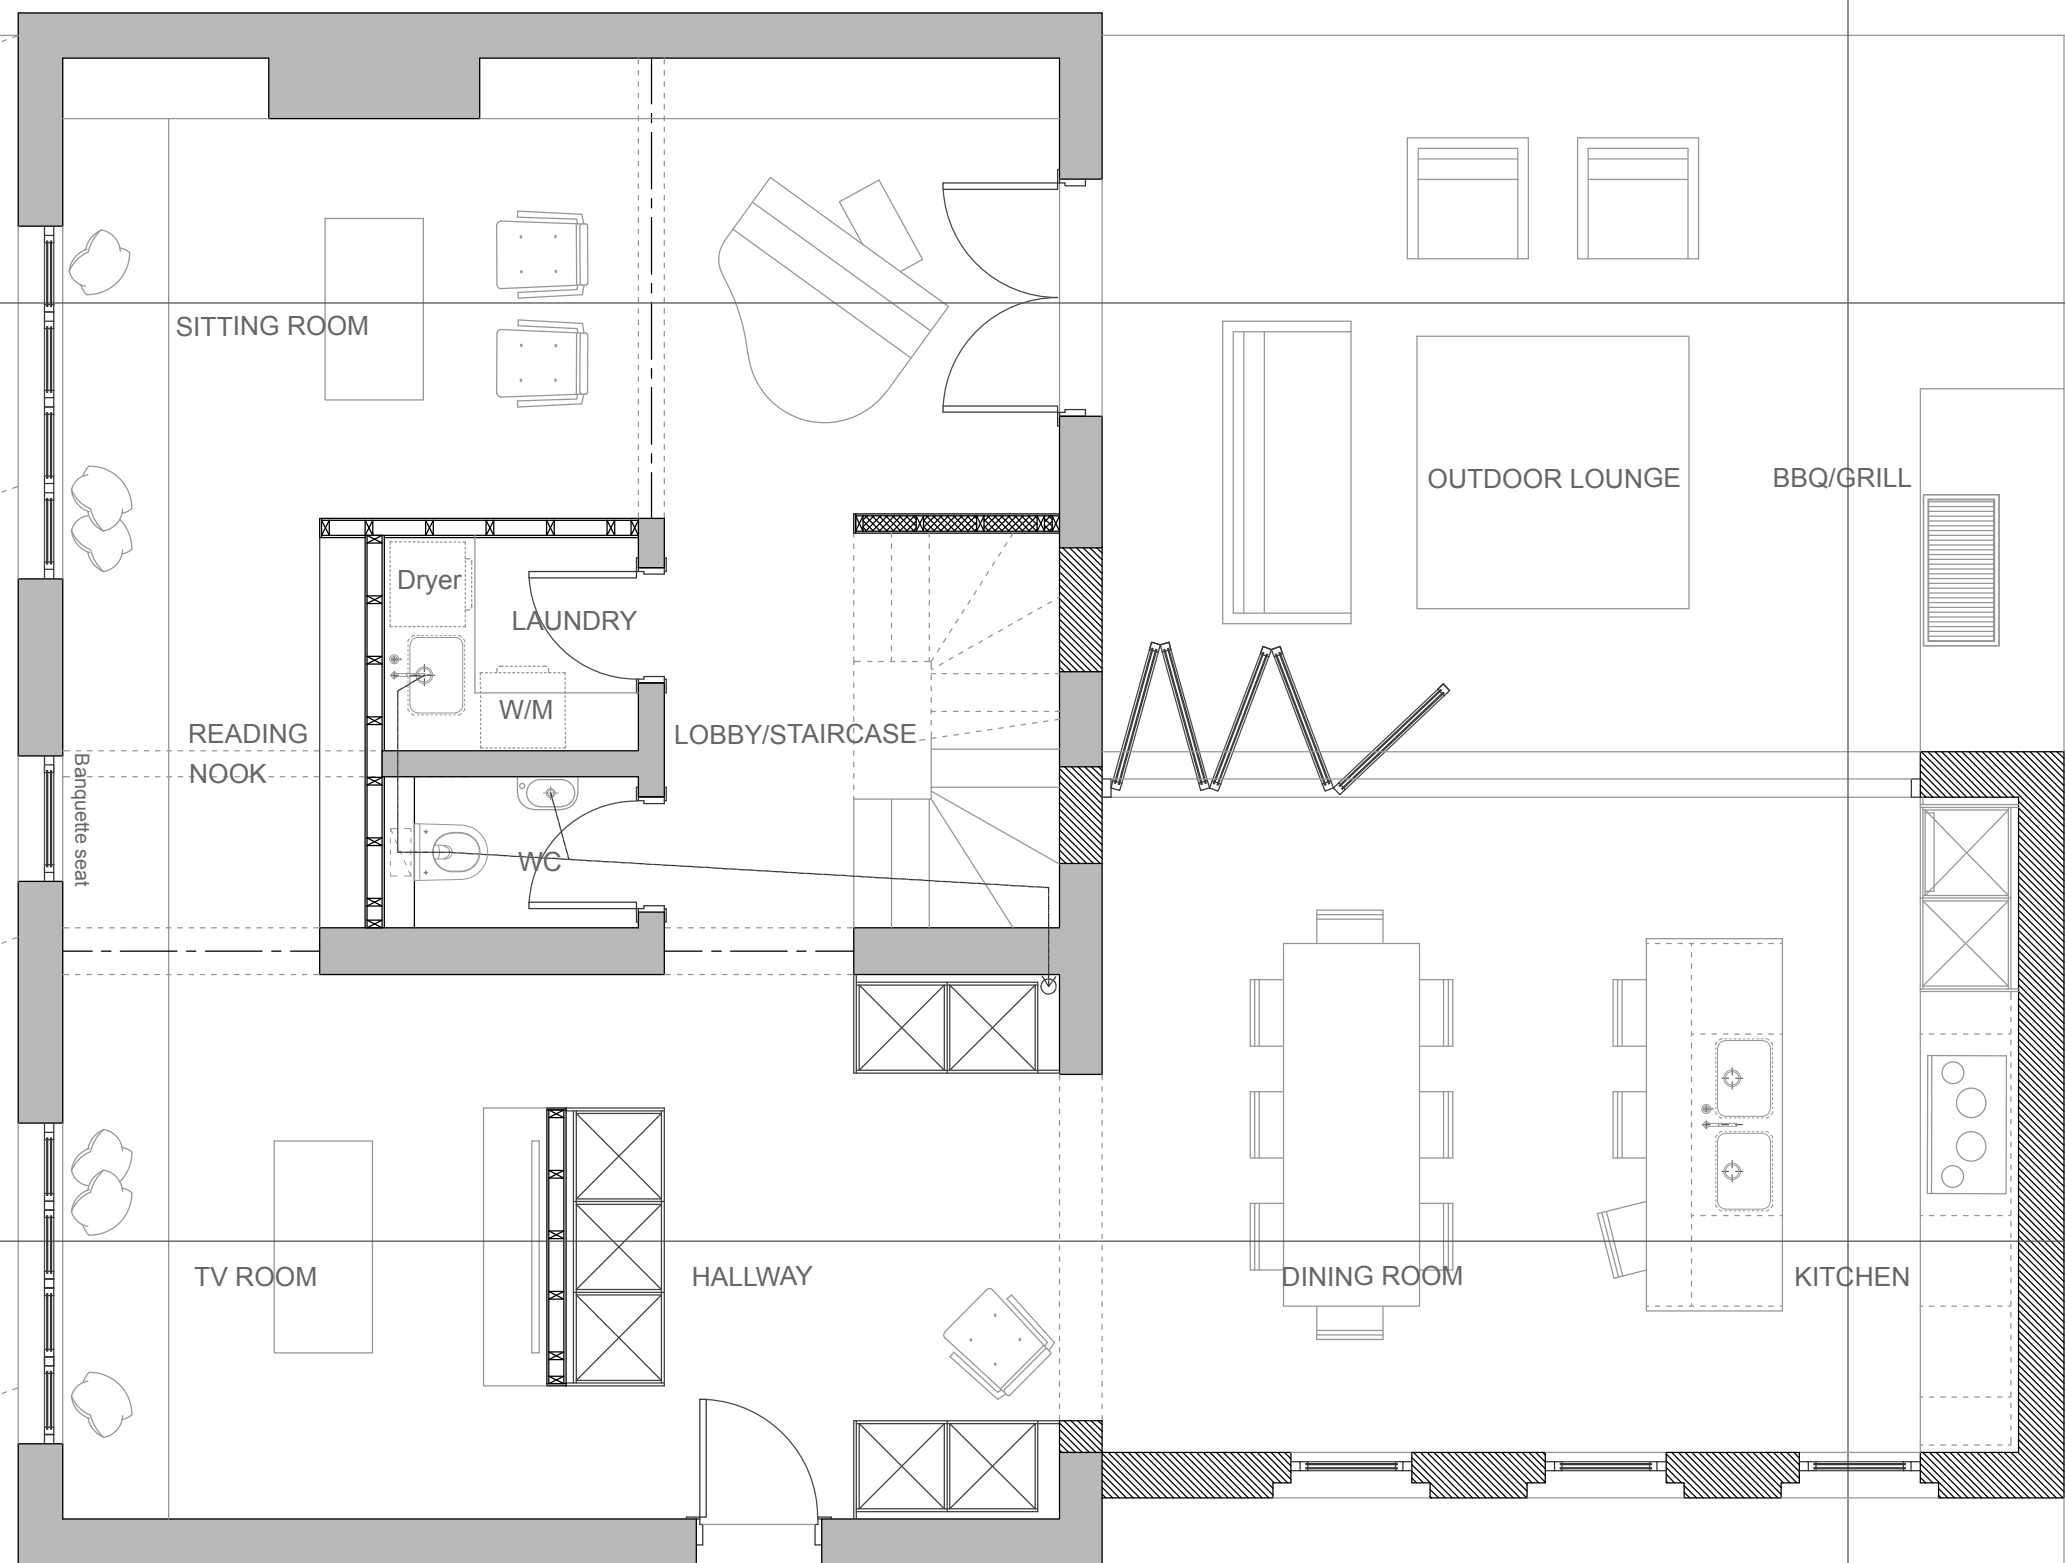 SITTING ROOM
OUTDOOR LOUNGE
BBQ/GRILL
Dryer
LAUNDRY
W/M
READING
NOOK
LOBBY/STAIRCASE
Banquette seat
WC
TV ROOM
HALLWAY
DINING ROOM
KITCHEN